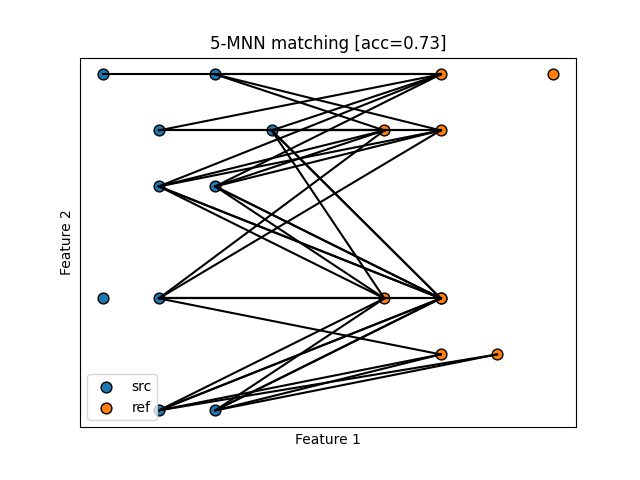 5-MNN matching [acc=0.73]
Feature 2
src
ref
Feature 1